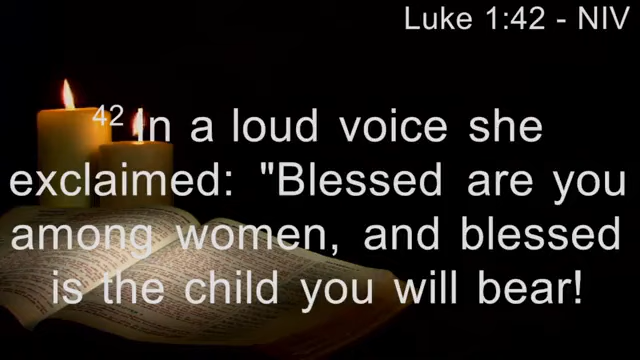 Luke 1:42 - NIV
42 In a loud voice she
exclaimed: "Blessed are you
among women, and blessed
is the child you will bear!